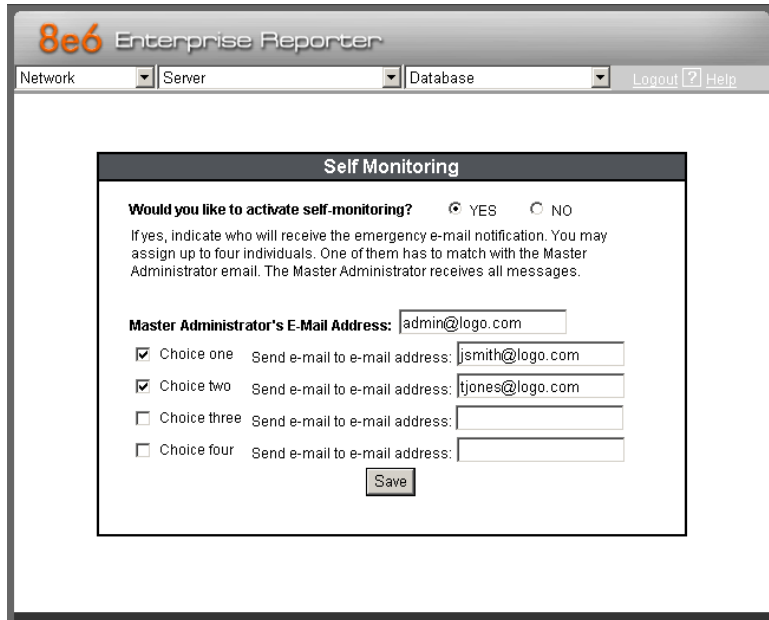 8e6 Enterprise Reporter
Network Server Database Logout ? Help
Self Monitoring
Would you like to activate self-monitoring? YES NO
If yes, indicate who will receive the emergency e-mail notification. You may
assign up to four individuals. One of them has to match with the Master
Administrator email. The Master Administrator receives all messages.
Master Administrator's E-Mail Address: admin@logo.com
Choice one Send e-mail to e-mail address: jsmith@logo.com
Choice two Send e-mail to e-mail address: tjones@logo.com
Choice three Send e-mail to e-mail address:
Choice four Send e-mail to e-mail address:
Save